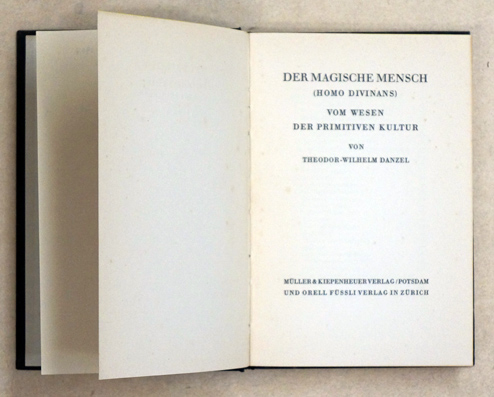 DER MAGISCHE MENSCH
(HOMO DIVINANS)
VOM WESEN
DER PRIMITIVEN KULTUR
VON
THEODOR-WILHELM DANZEL
MÜLLER & KIEPENHEUER VERLAG / POTSDAM
UND ORELL FÜSSLI VERLAG IN ZÜRICH